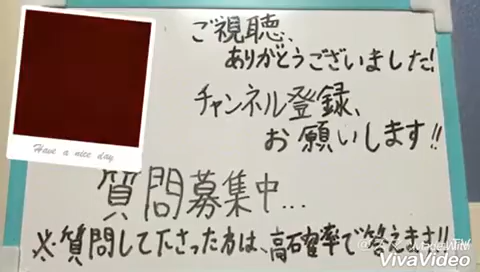 ご視聴、
ありがとうございました!
チャンネル登録、
お願いします!!
Have a nice day
質問募集中...
※質問して下さった方は、高確率で答えます!!
VivaVideo